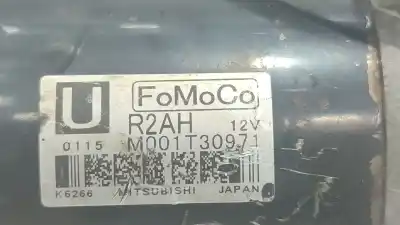 U FoMoCo
R2AH 12V
0115 M001T30971
K6266 MITSUBISHI JAPAN